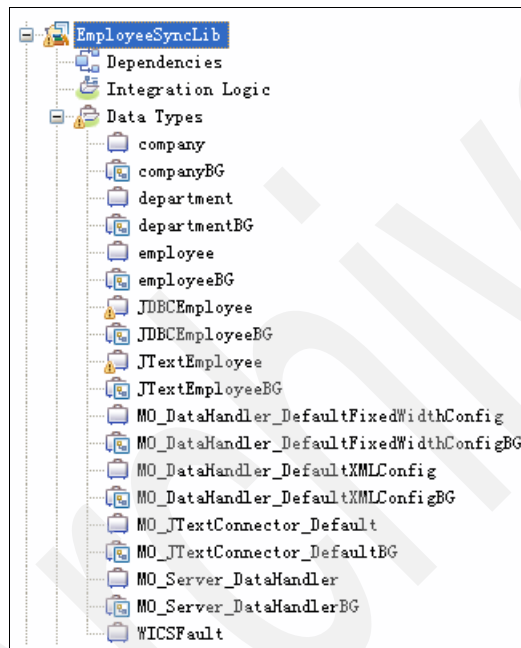 EmployeeSyncLib
Dependencies
Integration Logic
Data Types
company
companyBG
department
departmentBG
employee
employeeBG
JDBCEmployee
JDBCEmployeeBG
JTextEmployee
JTextEmployeeBG
MO_DataHandler_DefaultFixedWidthConfig
MO_DataHandler_DefaultFixedWidthConfigBG
MO_DataHandler_DefaultXMLConfig
MO_DataHandler_DefaultXMLConfigBG
MO_JTextConnector_Default
MO_JTextConnector_DefaultBG
MO_Server_DataHandler
MO_Server_DataHandlerBG
WICSFault